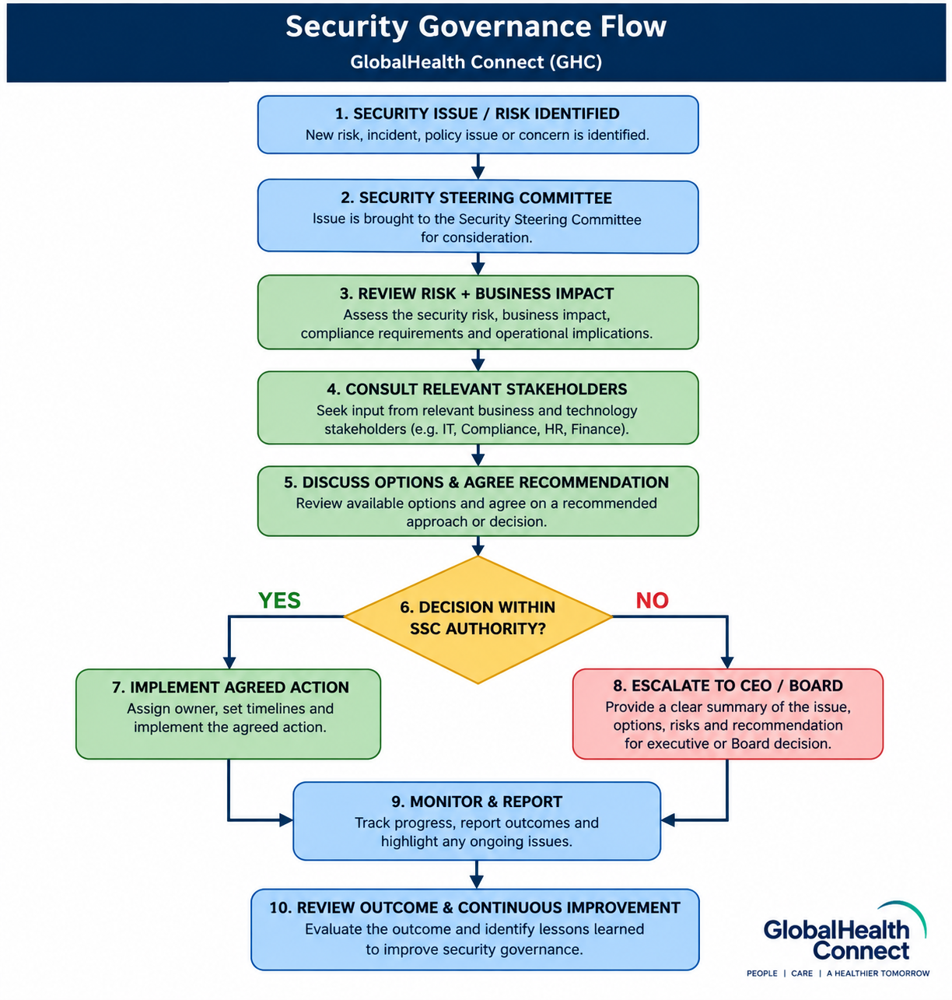 Security Governance Flow
GlobalHealth Connect (GHC)
1. SECURITY ISSUE / RISK IDENTIFIED
New risk, incident, policy issue or concern is identified.
2. SECURITY STEERING COMMITTEE
Issue is brought to the Security Steering Committee
for consideration.
3. REVIEW RISK + BUSINESS IMPACT
Assess the security risk, business impact,
compliance requirements and operational implications.
4. CONSULT RELEVANT STAKEHOLDERS
Seek input from relevant business and technology
stakeholders (e.g. IT, Compliance, HR, Finance).
5. DISCUSS OPTIONS & AGREE RECOMMENDATION
Review available options and agree on a recommended
approach or decision.
6. DECISION WITHIN
SSC AUTHORITY?
YES
NO
7. IMPLEMENT AGREED ACTION
Assign owner, set timelines and
implement the agreed action.
8. ESCALATE TO CEO / BOARD
Provide a clear summary of the issue,
options, risks and recommendation
for executive or Board decision.
9. MONITOR & REPORT
Track progress, report outcomes and
highlight any ongoing issues.
10. REVIEW OUTCOME & CONTINUOUS IMPROVEMENT
Evaluate the outcome and identify lessons learned
to improve security governance.
GlobalHealth
Connect
PEOPLE | CARE | A HEALTHIER TOMORROW